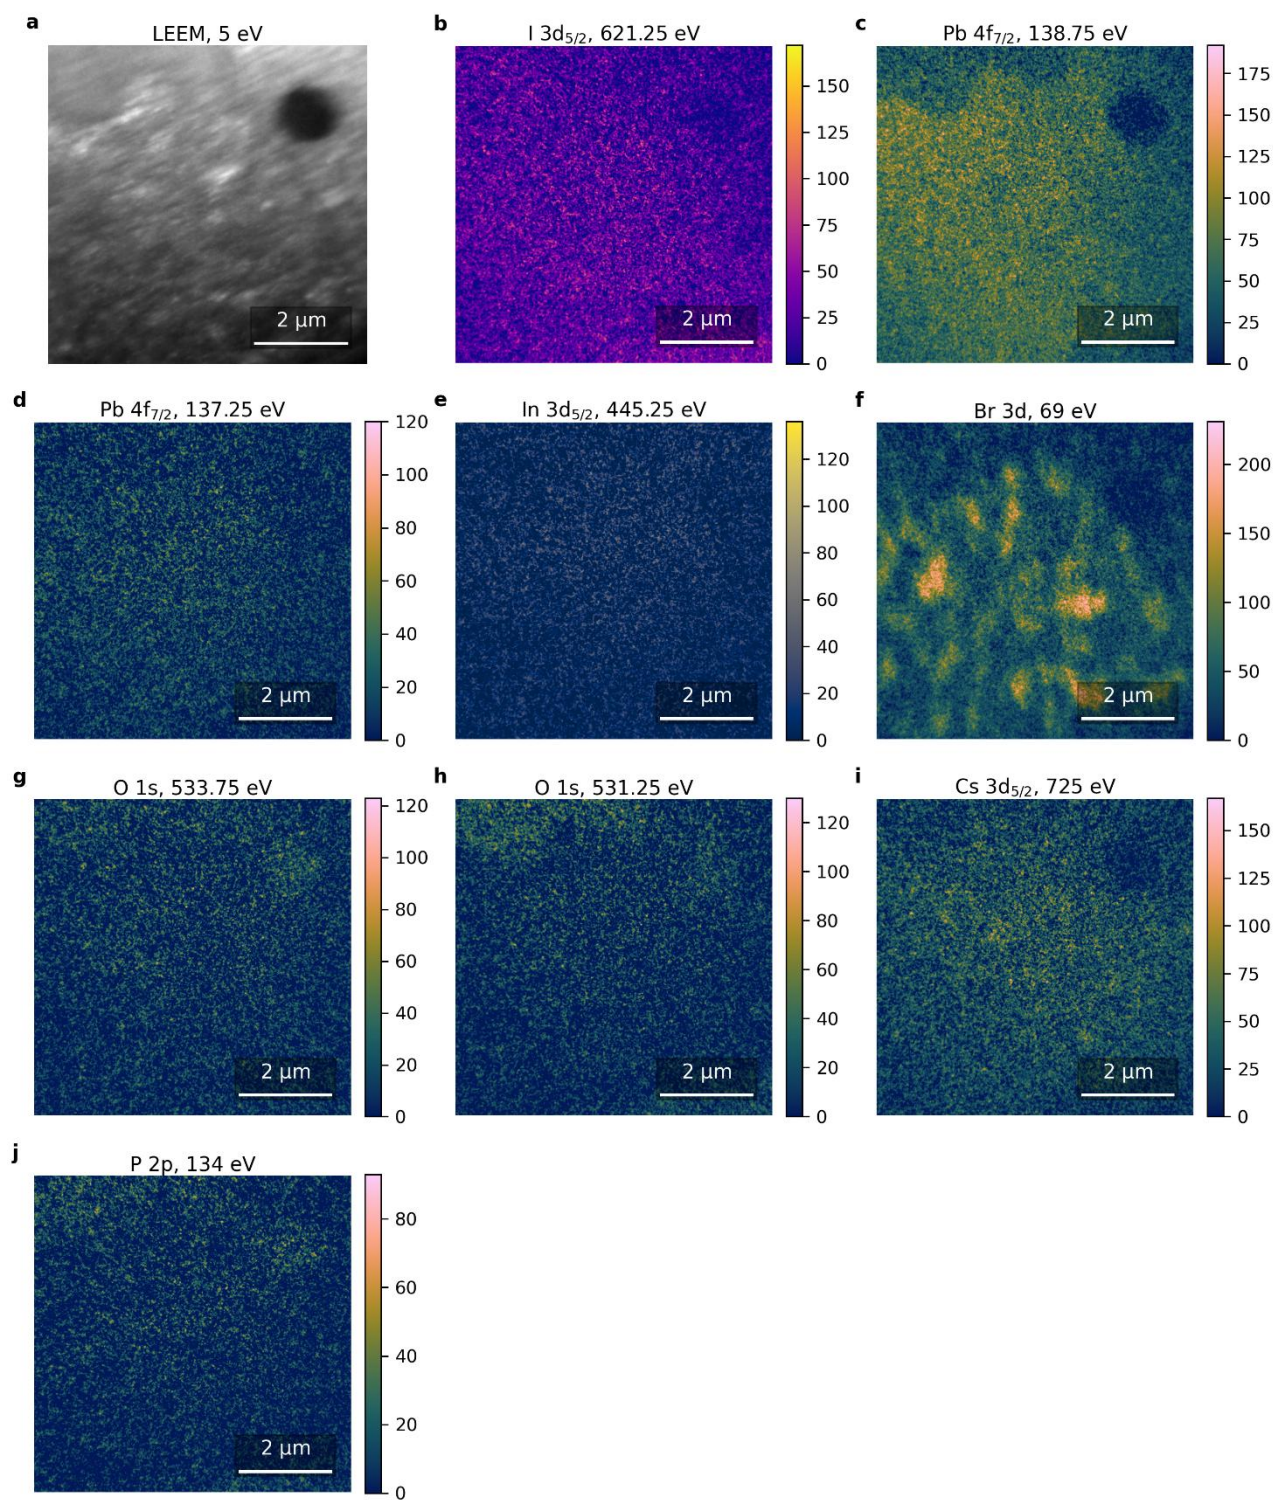 a
LEEM, 5 eV
2 μm
b
I 3d5/2, 621.25 eV
2 μm
150
125
100
75
50
25
0
c
Pb 4f7/2, 138.75 eV
2 μm
175
150
125
100
75
50
25
0
d
Pb 4f7/2, 137.25 eV
2 μm
120
100
80
60
40
20
0
e
In 3d5/2, 445.25 eV
2 μm
120
100
80
60
40
20
0
f
Br 3d, 69 eV
2 μm
200
150
100
50
0
g
O 1s, 533.75 eV
2 μm
120
100
80
60
40
20
0
h
O 1s, 531.25 eV
2 μm
120
100
80
60
40
20
0
i
Cs 3d5/2, 725 eV
2 μm
150
125
100
75
50
25
0
j
P 2p, 134 eV
2 μm
80
60
40
20
0